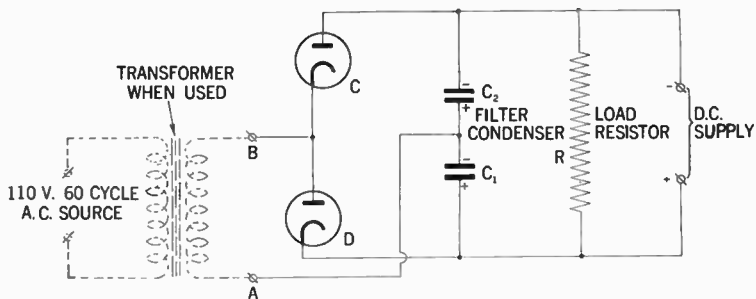 TRANSFORMER
WHEN USED
110 V. 60 CYCLE
A.C. SOURCE
B
A
C
D
-
C2
+
FILTER
CONDENSER
-
C1
+
LOAD
RESISTOR
R
-
D.C.
SUPPLY
+